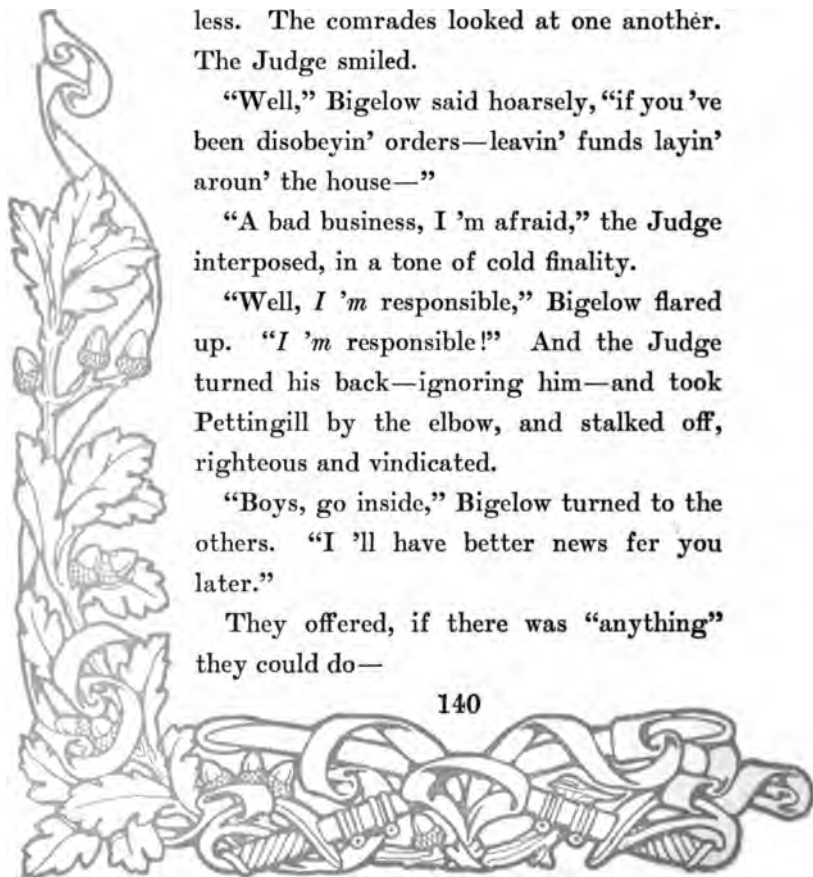 less. The comrades looked at one another.
The Judge smiled.
“Well,” Bigelow said hoarsely, “if you ’ve
been disobeyin’ orders—leavin’ funds layin’
aroun’ the house—”
“A bad business, I ’m afraid,” the Judge
interposed, in a tone of cold finality.
“Well, I ’m responsible,” Bigelow flared
up. “I ’m responsible!” And the Judge
turned his back—ignoring him—and took
Pettingill by the elbow, and stalked off,
righteous and vindicated.
“Boys, go inside,” Bigelow turned to the
others. “I ’ll have better news fer you
later.”
They offered, if there was “anything”
they could do—
140